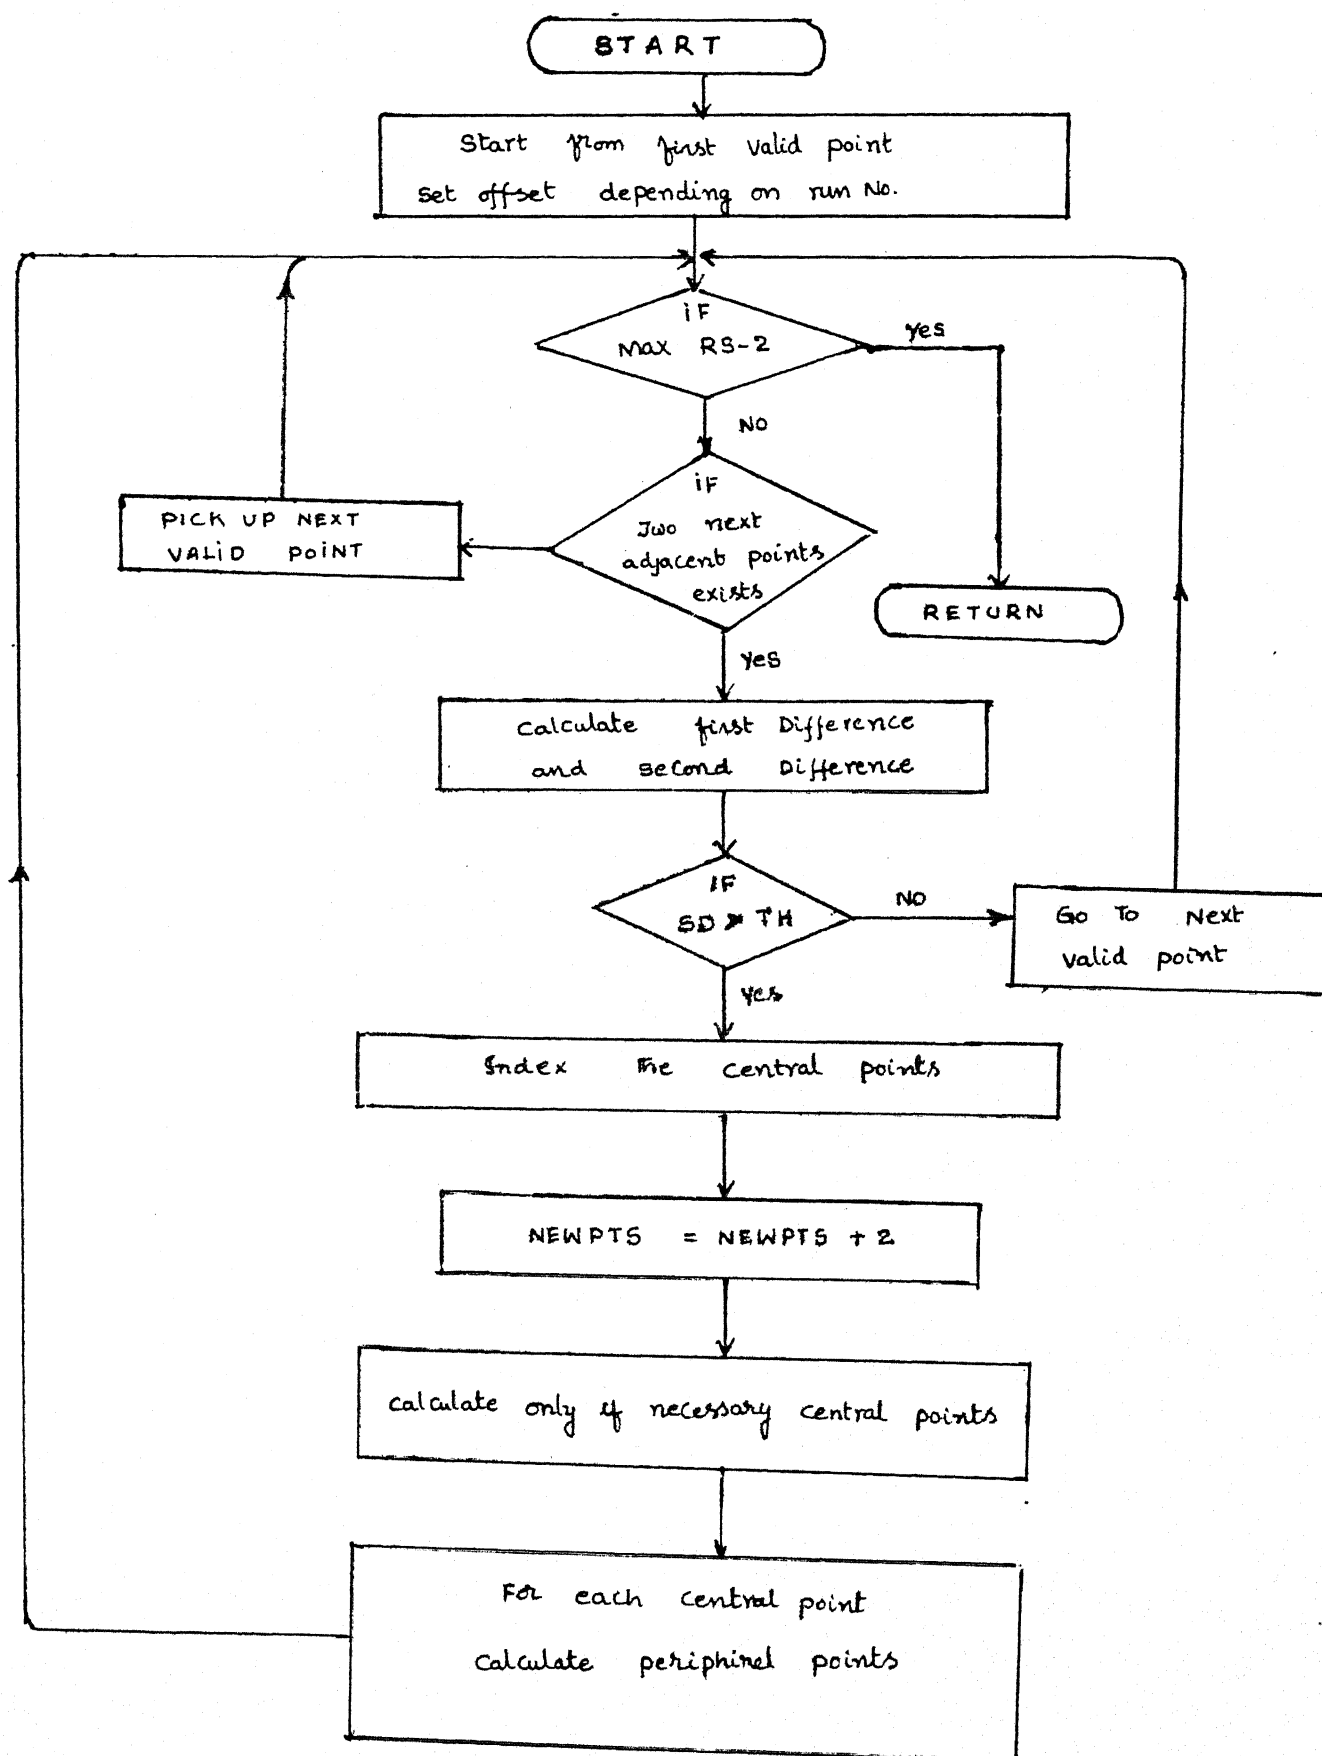 START
Start from first valid point
set offset depending on run No.
iF
Max RS-2
Yes
NO
iF
Two next
adjacent points
exists
PICK UP NEXT
VALID POINT
RETURN
Yes
Calculate first Difference
and second Difference
IF
SD > TH
NO
Go To Next
valid point
Yes
Index The central points
NEWPTS = NEWPTS + 2
calculate only if necessary central points
For each central point
calculate periphirel points